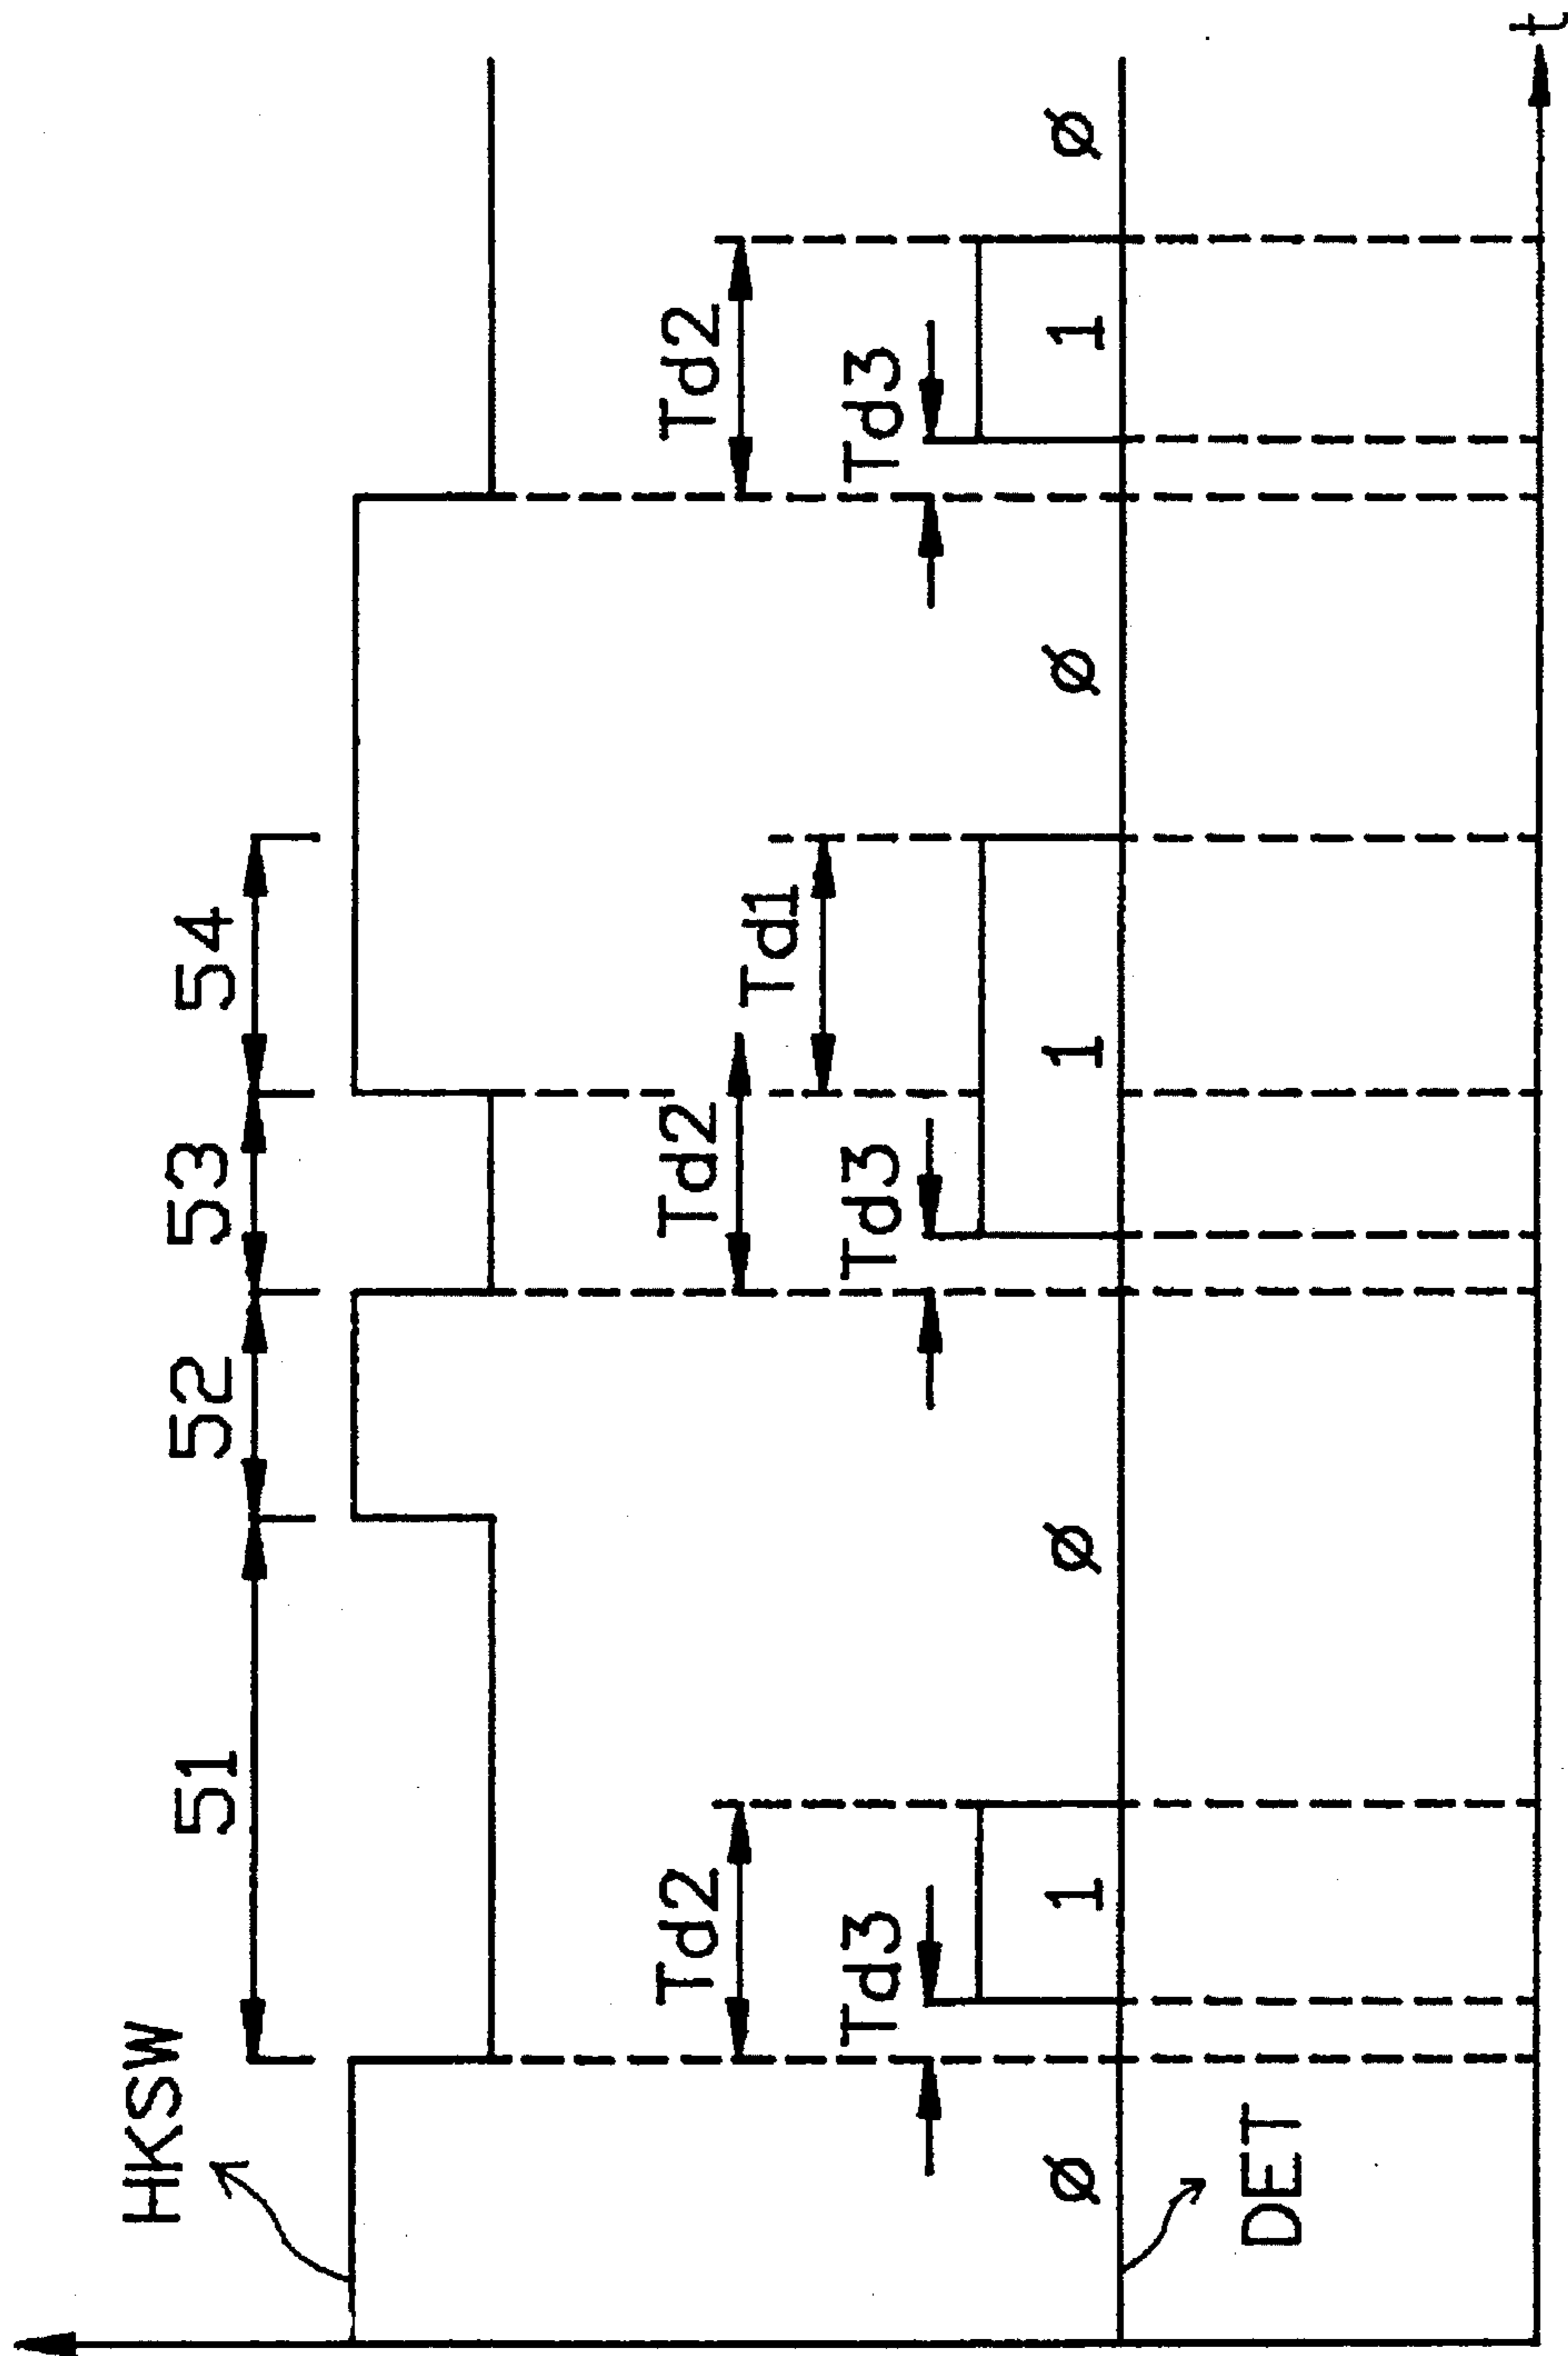 51 52 53 54
HKSW
Td2 Td2 Td2
Td1
Td3 Td3 Td3
Ø 1 Ø 1 Ø 1 Ø
DET
t